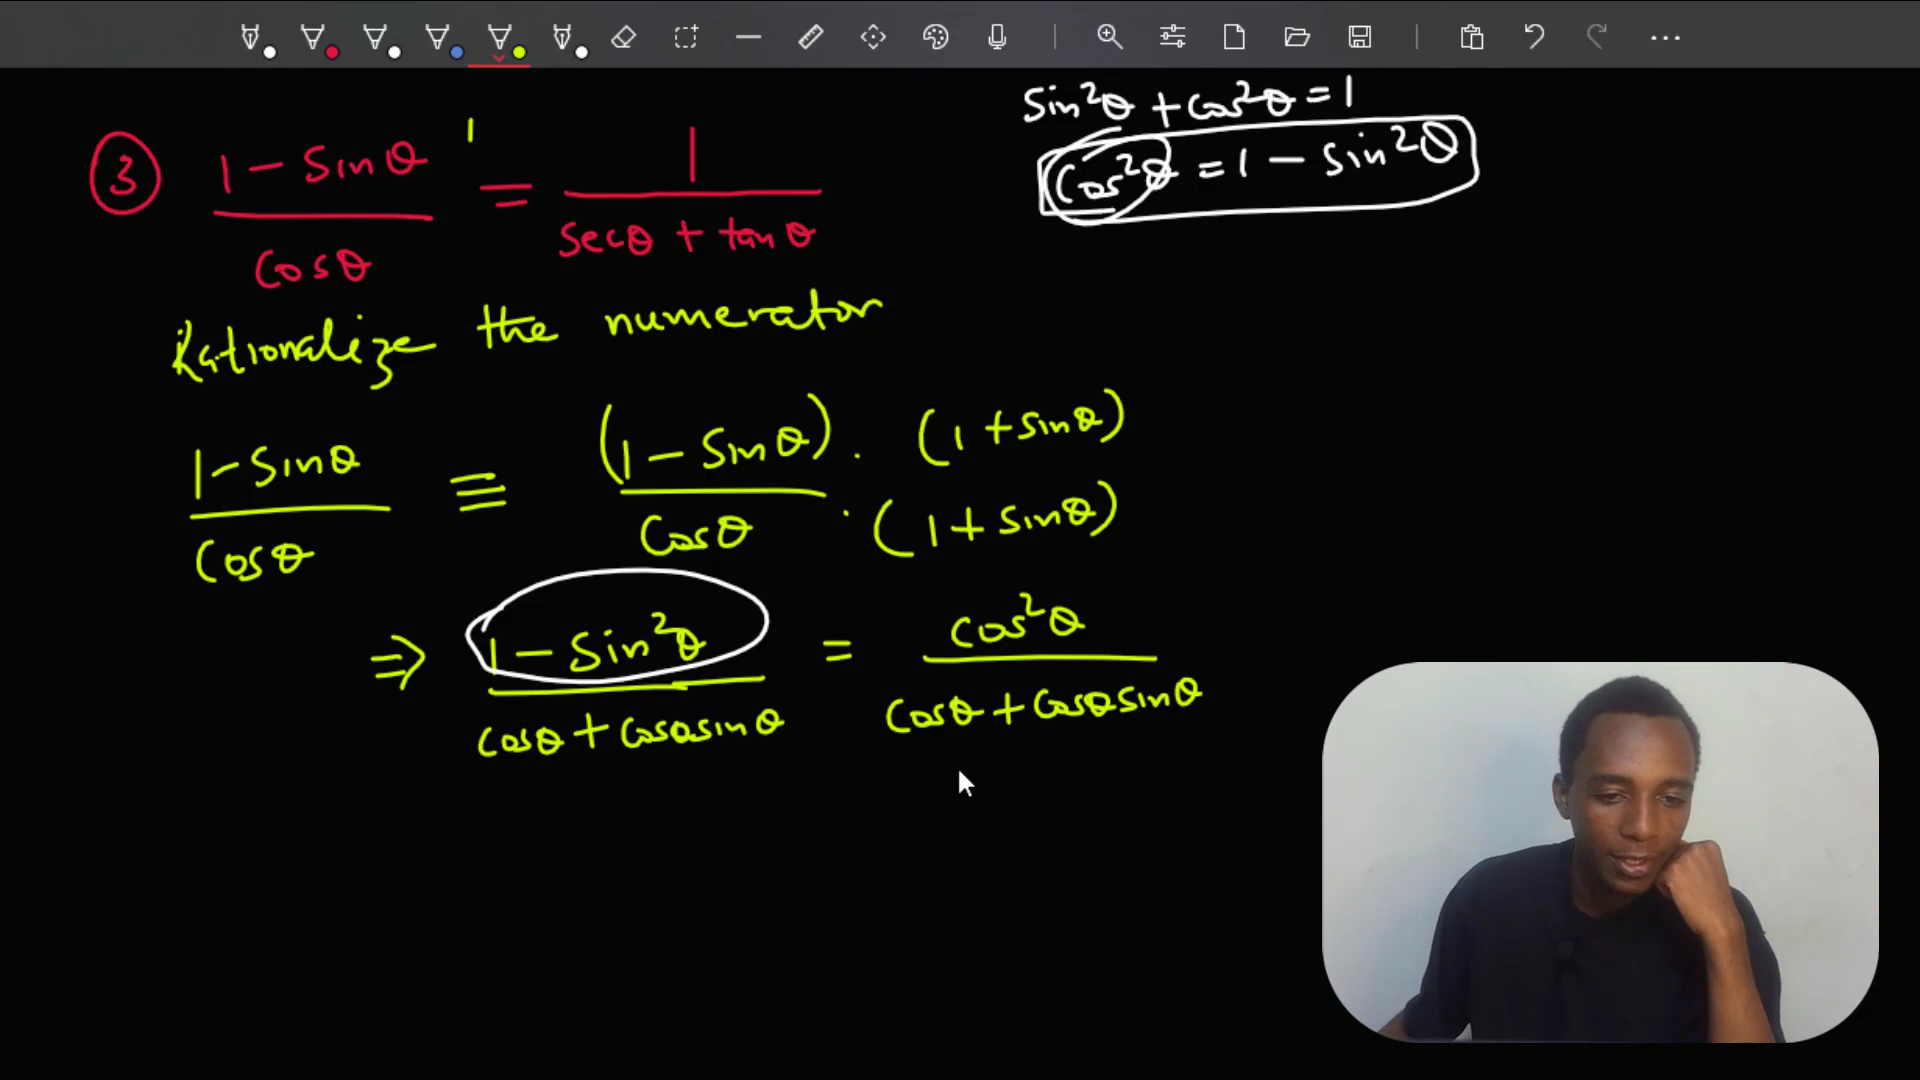 sin²θ + cos²θ = 1
cos²θ = 1 − sin²θ
③ (1 − Sinθ)/(Cosθ) = 1/(secθ + tanθ)
Rationalize the numerator
(1 − Sinθ)/(Cosθ) ≡ (1 − Sinθ)/(Cosθ) · (1 + sinθ)/(1 + sinθ)
⇒ (1 − Sin²θ)/(cosθ + cosθsinθ) = (cos²θ)/(cosθ + cosθsinθ)